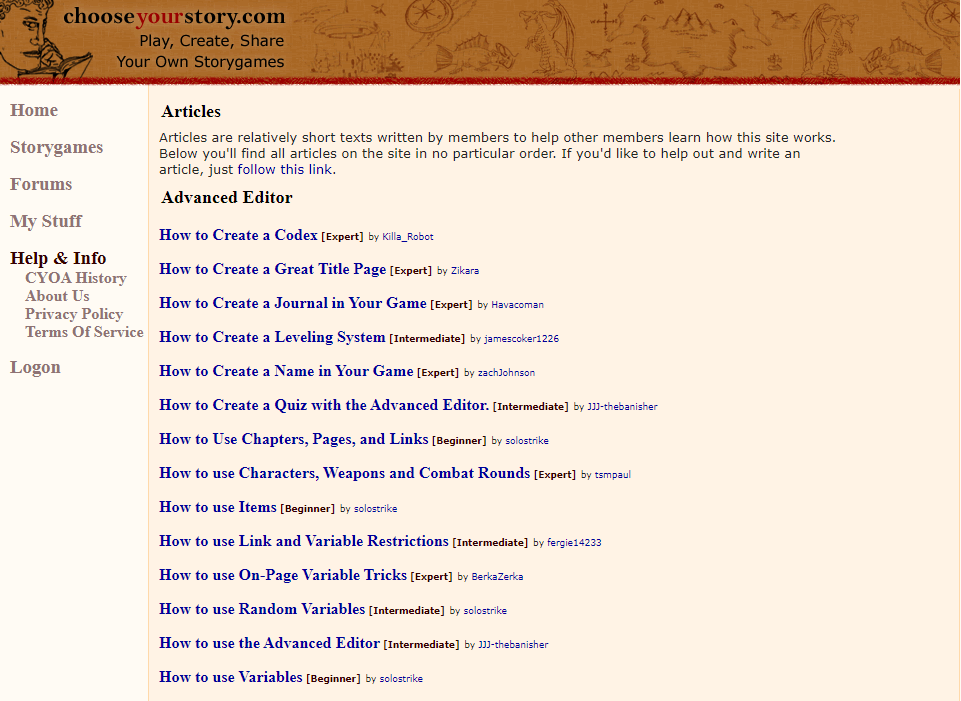 chooseyourstory.com
Play, Create, Share
Your Own Storygames
Home
Storygames
Forums
My Stuff
Help & Info
CYOA History
About Us
Privacy Policy
Terms Of Service
Logon
Articles
Articles are relatively short texts written by members to help other members learn how this site works.
Below you'll find all articles on the site in no particular order. If you'd like to help out and write an
article, just follow this link.
Advanced Editor
How to Create a Codex [Expert] by Killa_Robot
How to Create a Great Title Page [Expert] by Zikara
How to Create a Journal in Your Game [Expert] by Havacoman
How to Create a Leveling System [Intermediate] by jamescoker1226
How to Create a Name in Your Game [Expert] by zachJohnson
How to Create a Quiz with the Advanced Editor. [Intermediate] by JJJ-thebanisher
How to Use Chapters, Pages, and Links [Beginner] by solostrike
How to use Characters, Weapons and Combat Rounds [Expert] by tsmpaul
How to use Items [Beginner] by solostrike
How to use Link and Variable Restrictions [Intermediate] by fergie14233
How to use On-Page Variable Tricks [Expert] by BerkaZerka
How to use Random Variables [Intermediate] by solostrike
How to use the Advanced Editor [Intermediate] by JJJ-thebanisher
How to use Variables [Beginner] by solostrike